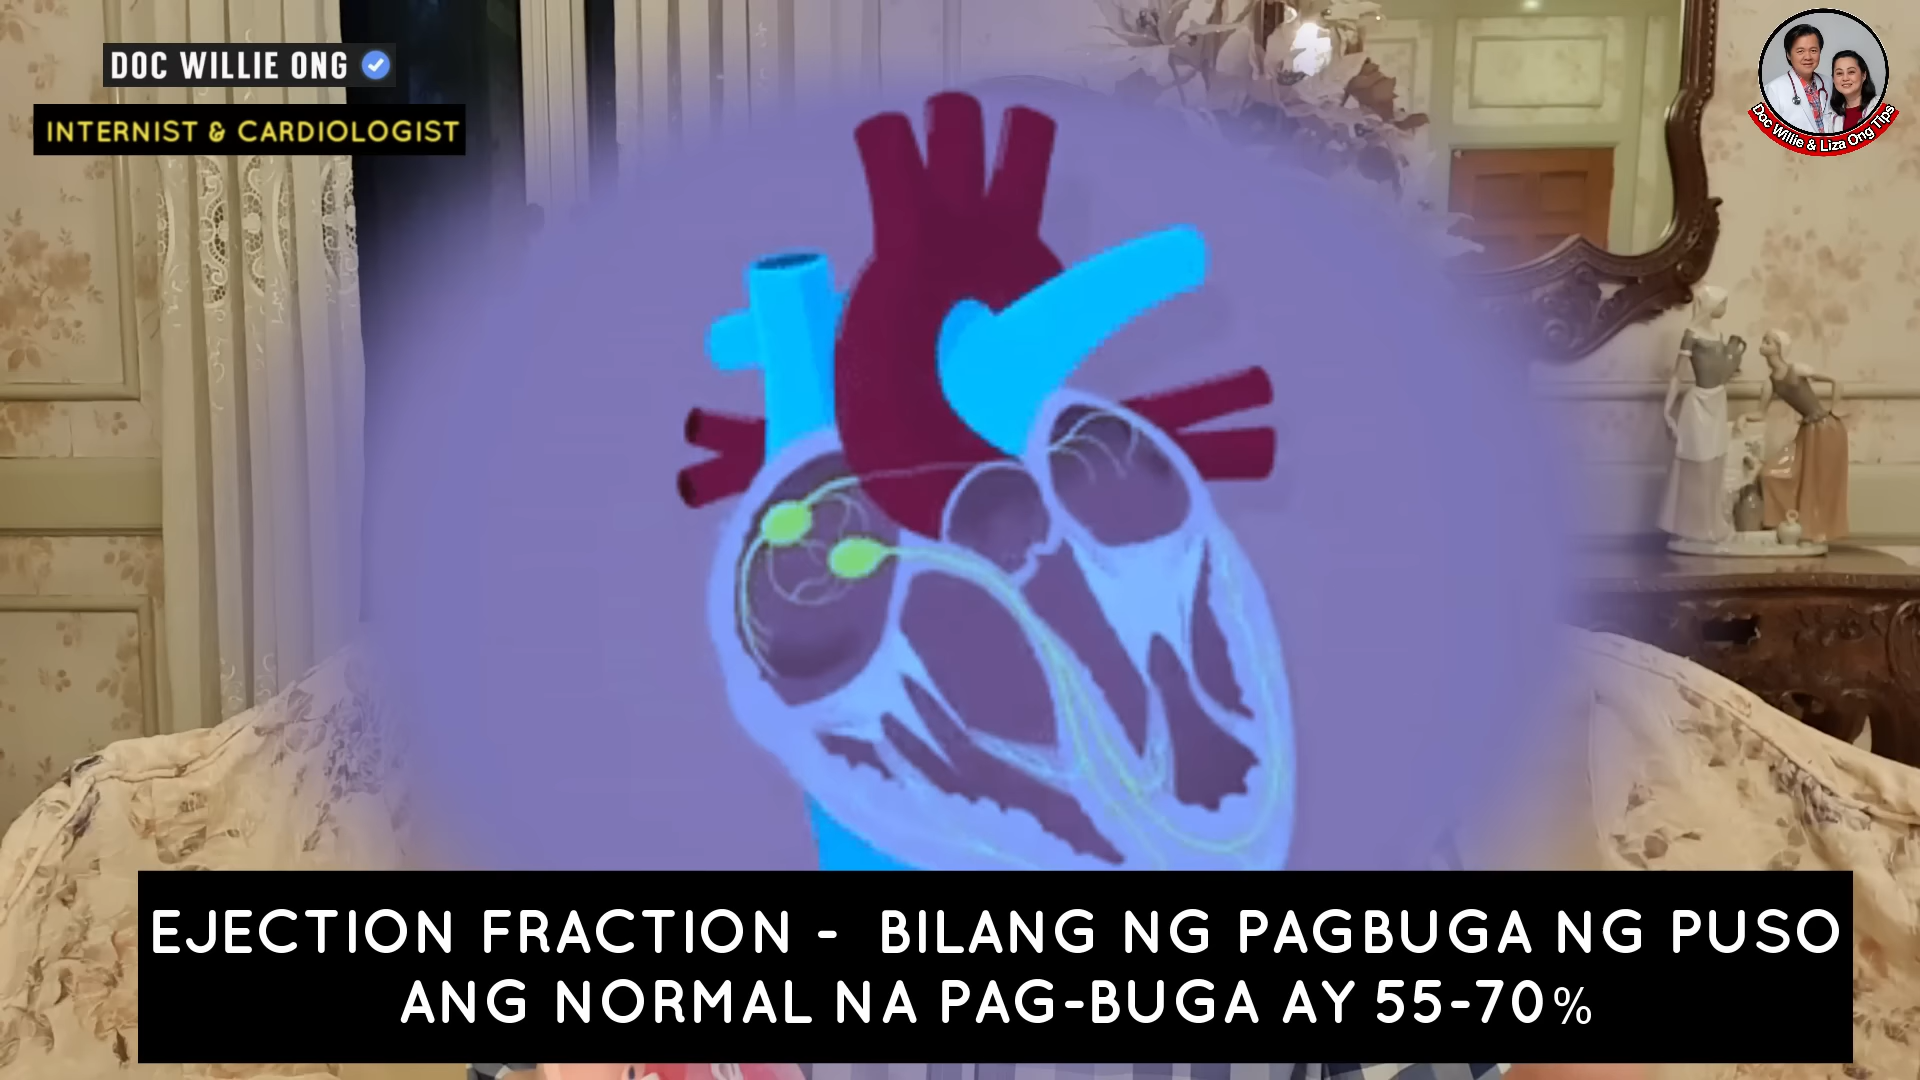 DOC WILLIE ONG
INTERNIST & CARDIOLOGIST
Doc Willie & Liza Ong Tips
EJECTION FRACTION - BILANG NG PAGBUGA NG PUSO
ANG NORMAL NA PAG-BUGA AY 55-70%